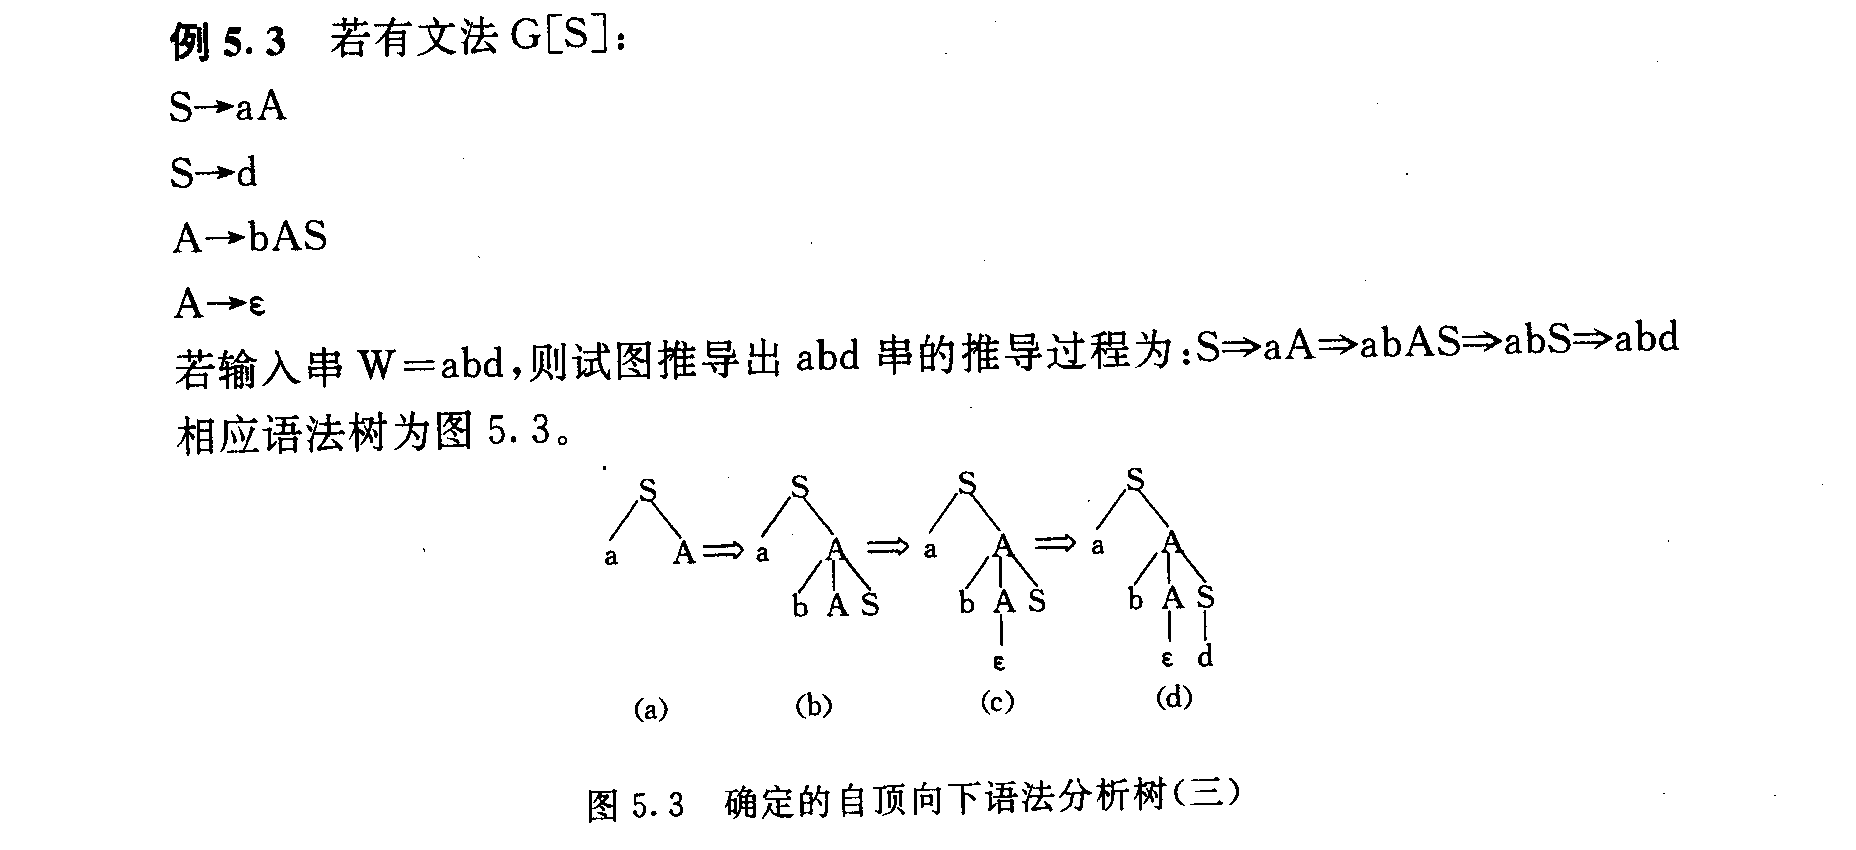 例 5.3 若有文法 G[S]:
S→aA
S→d
A→bAS
A→ε
若输入串 W=abd,则试图推导出 abd 串的推导过程为:S⇒aA⇒abAS⇒abS⇒abd
相应语法树为图 5.3。
S S S S
a A ⇒ a A ⇒ a A ⇒ a A
b A S b A S b A S
ε ε d
(a) (b) (c) (d)
图 5.3 确定的自顶向下语法分析树(三)